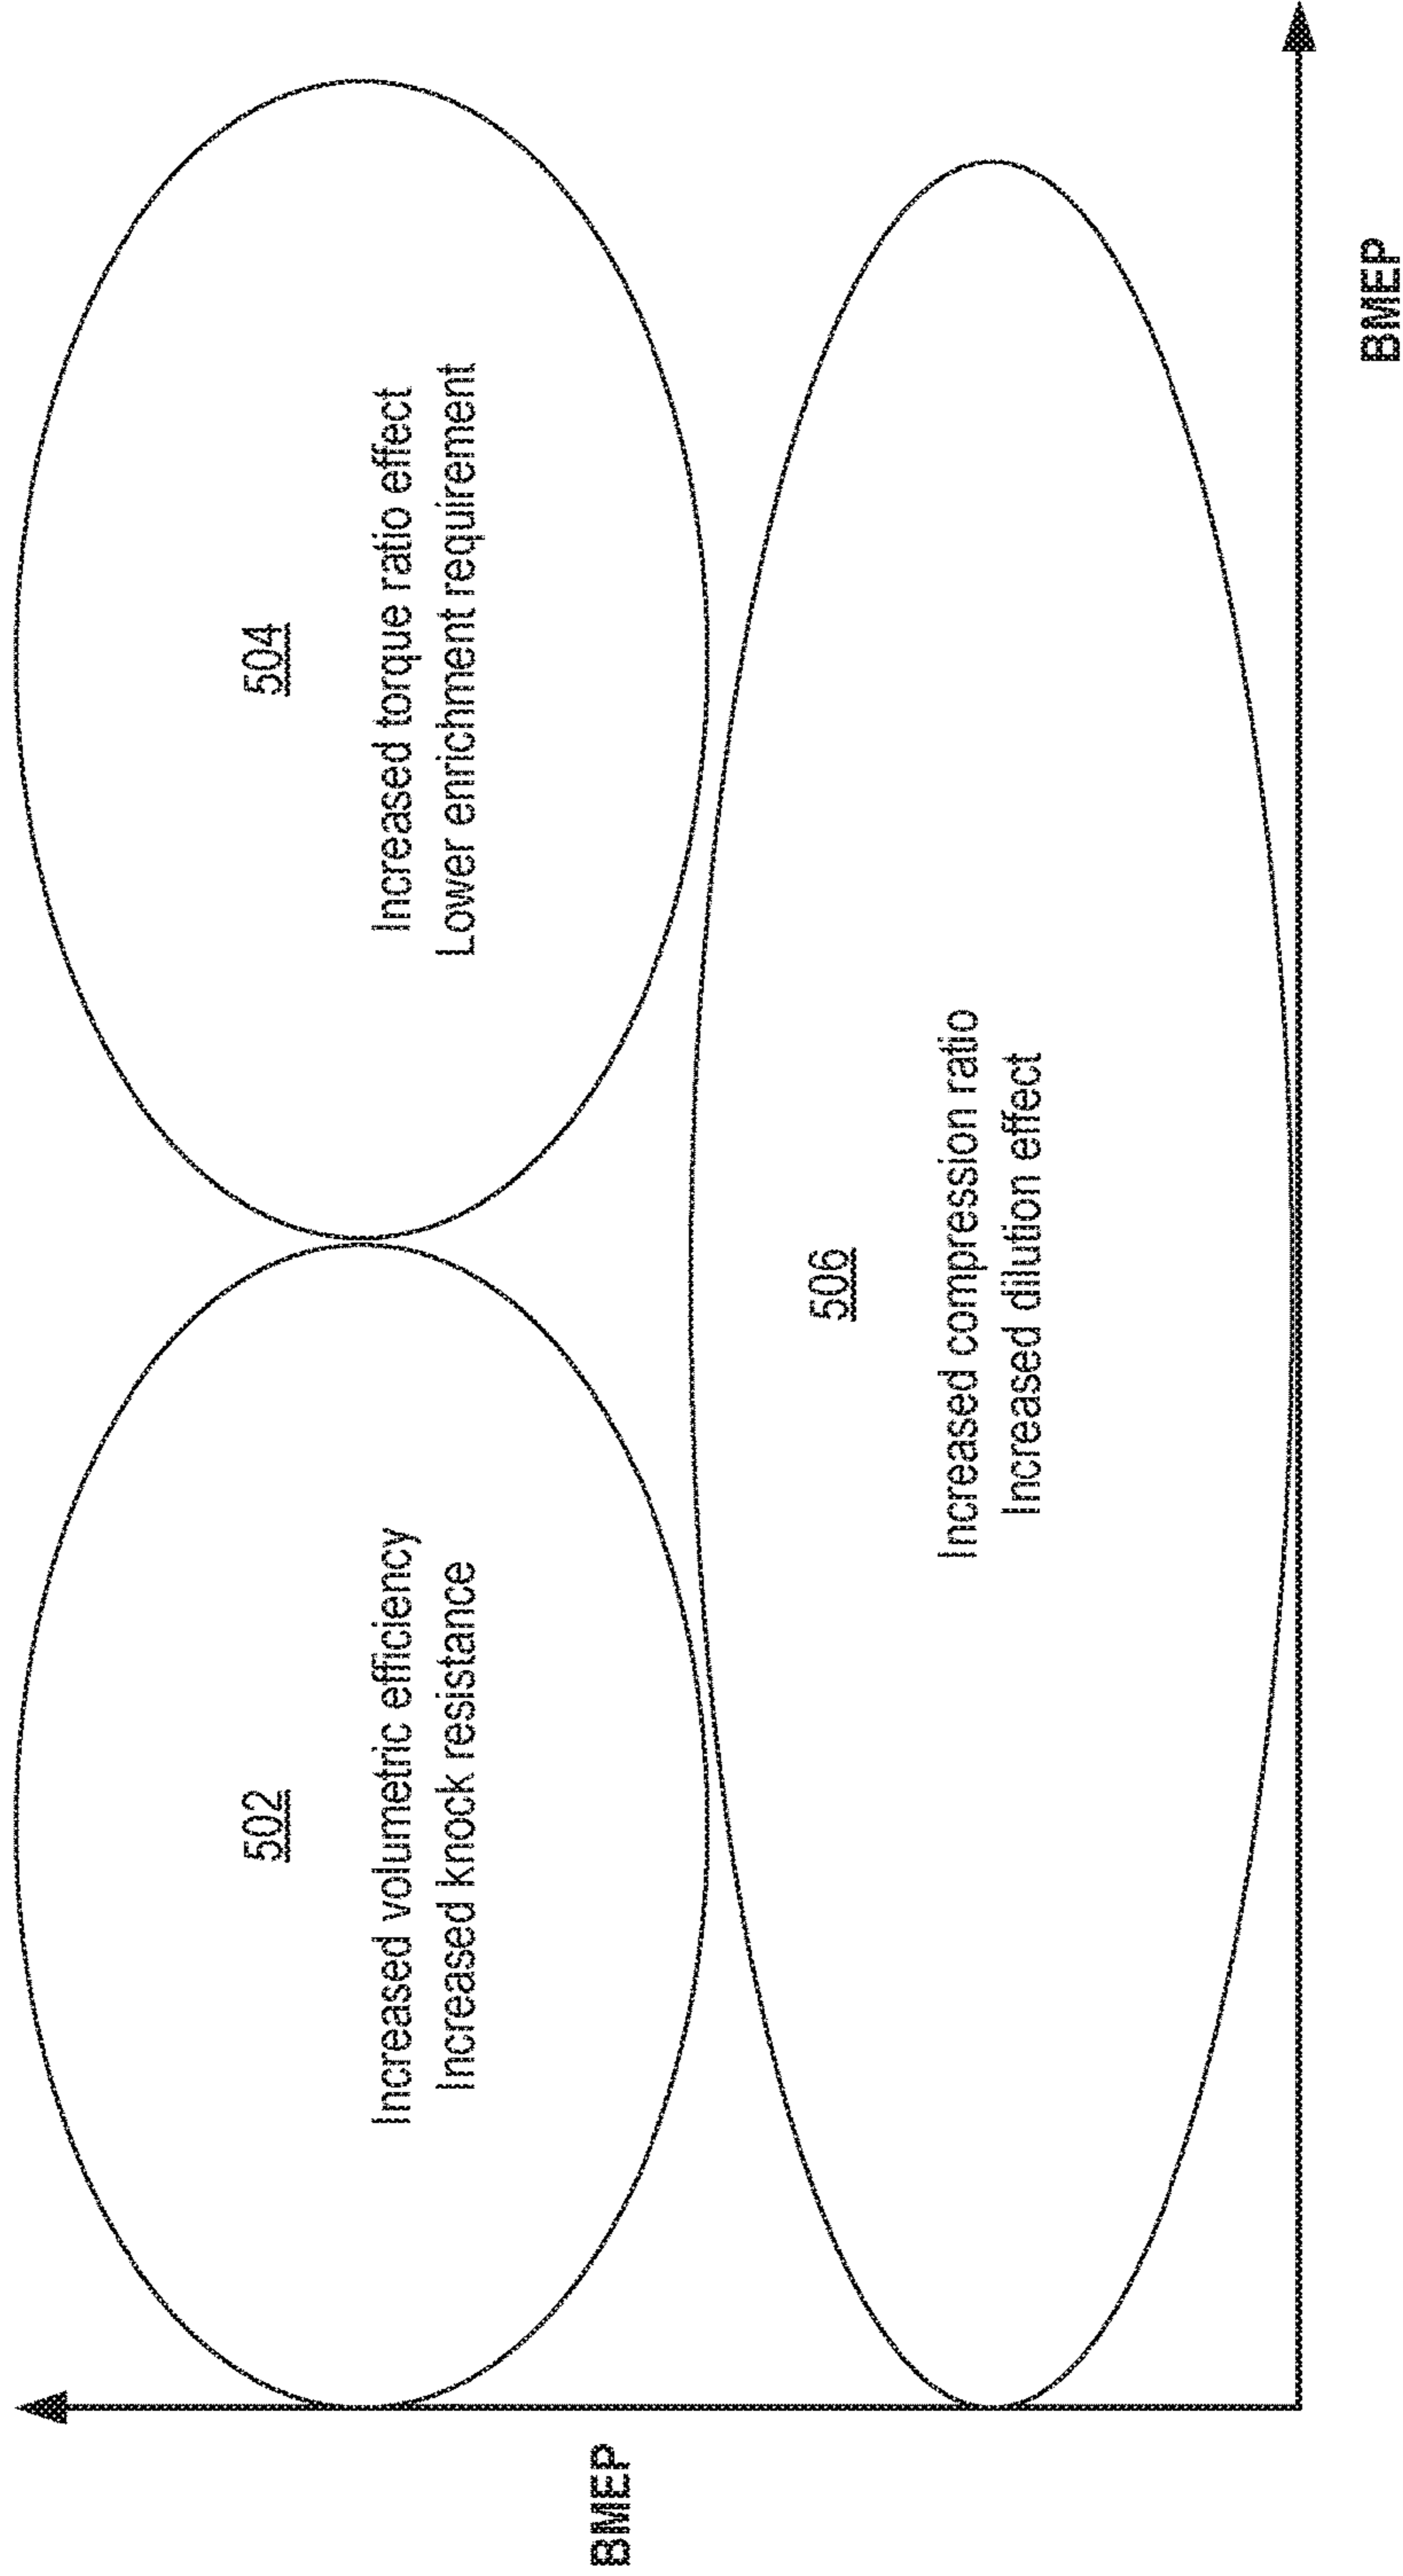 BMEP
502
Increased volumetric efficiency
Increased knock resistance
504
Increased torque ratio effect
Lower enrichment requirement
506
Increased compression ratio
Increased dilution effect
BMEP